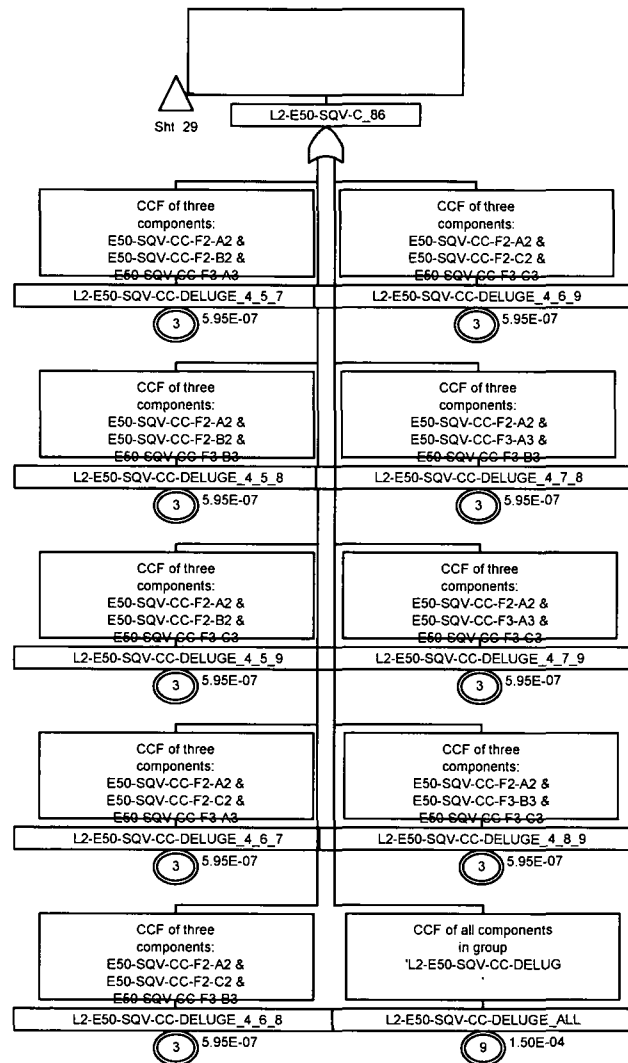 Sht 29
L2-E50-SQV-C_86
CCF of three
components:
E50-SQV-CC-F2-A2 &
E50-SQV-CC-F2-B2 &
E50-SQV-CC-F3-A3
L2-E50-SQV-CC-DELUGE_4_5_7
3
5.95E-07
CCF of three
components:
E50-SQV-CC-F2-A2 &
E50-SQV-CC-F2-C2 &
E50-SQV-CC-F3-C3
L2-E50-SQV-CC-DELUGE_4_6_9
3
5.95E-07
CCF of three
components:
E50-SQV-CC-F2-A2 &
E50-SQV-CC-F2-B2 &
E50-SQV-CC-F3-B3
L2-E50-SQV-CC-DELUGE_4_5_8
3
5.95E-07
CCF of three
components:
E50-SQV-CC-F2-A2 &
E50-SQV-CC-F3-A3 &
E50-SQV-CC-F3-B3
L2-E50-SQV-CC-DELUGE_4_7_8
3
5.95E-07
CCF of three
components:
E50-SQV-CC-F2-A2 &
E50-SQV-CC-F2-B2 &
E50-SQV-CC-F3-C3
L2-E50-SQV-CC-DELUGE_4_5_9
3
5.95E-07
CCF of three
components:
E50-SQV-CC-F2-A2 &
E50-SQV-CC-F3-A3 &
E50-SQV-CC-F3-C3
L2-E50-SQV-CC-DELUGE_4_7_9
3
5.95E-07
CCF of three
components:
E50-SQV-CC-F2-A2 &
E50-SQV-CC-F2-C2 &
E50-SQV-CC-F3-A3
L2-E50-SQV-CC-DELUGE_4_6_7
3
5.95E-07
CCF of three
components:
E50-SQV-CC-F2-A2 &
E50-SQV-CC-F3-B3 &
E50-SQV-CC-F3-C3
L2-E50-SQV-CC-DELUGE_4_8_9
3
5.95E-07
CCF of three
components:
E50-SQV-CC-F2-A2 &
E50-SQV-CC-F2-C2 &
E50-SQV-CC-F3-B3
L2-E50-SQV-CC-DELUGE_4_6_8
3
5.95E-07
CCF of all components
in group
'L2-E50-SQV-CC-DELUG
'
L2-E50-SQV-CC-DELUGE_ALL
9
1.50E-04